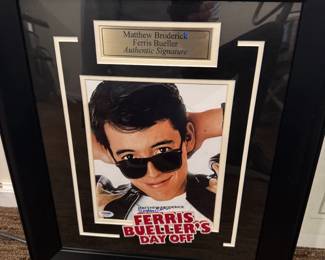 Matthew Broderick
Ferris Bueller
Authentic Signature
FERRIS
BUELLER'S
DAY OFF